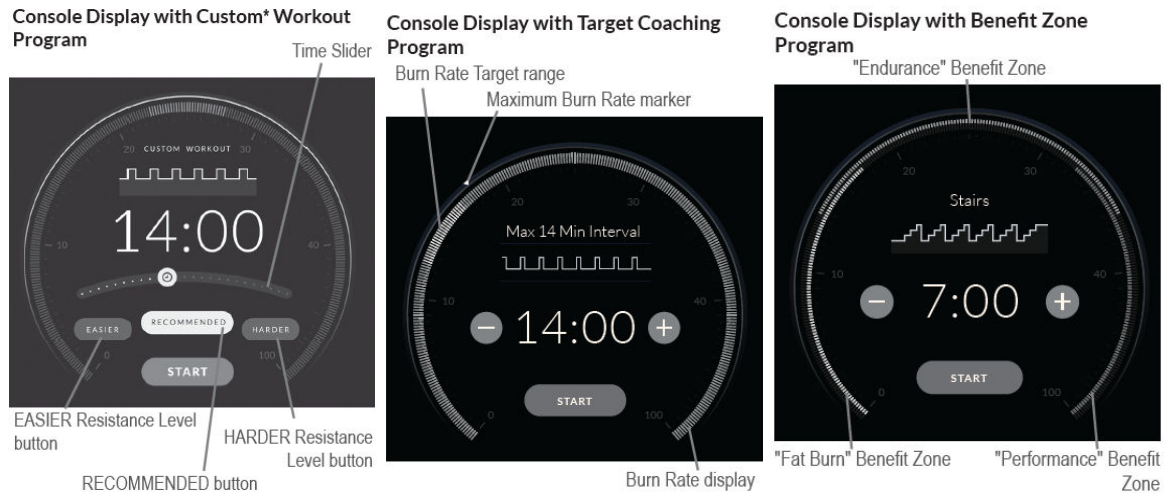 Console Display with Custom* Workout
Program
Time Slider
20
CUSTOM WORKOUT
30
14:00
10
40
EASIER
RECOMMENDED
HARDER
0
100
START
EASIER Resistance Level
button
HARDER Resistance
Level button
RECOMMENDED button
Console Display with Target Coaching
Program
Burn Rate Target range
Maximum Burn Rate marker
20
30
Max 14 Min Interval
10
40
−
14:00
+
START
0
100
Burn Rate display
Console Display with Benefit Zone
Program
"Endurance" Benefit Zone
20
30
Stairs
10
40
−
7:00
+
START
0
100
"Fat Burn" Benefit Zone
"Performance" Benefit
Zone